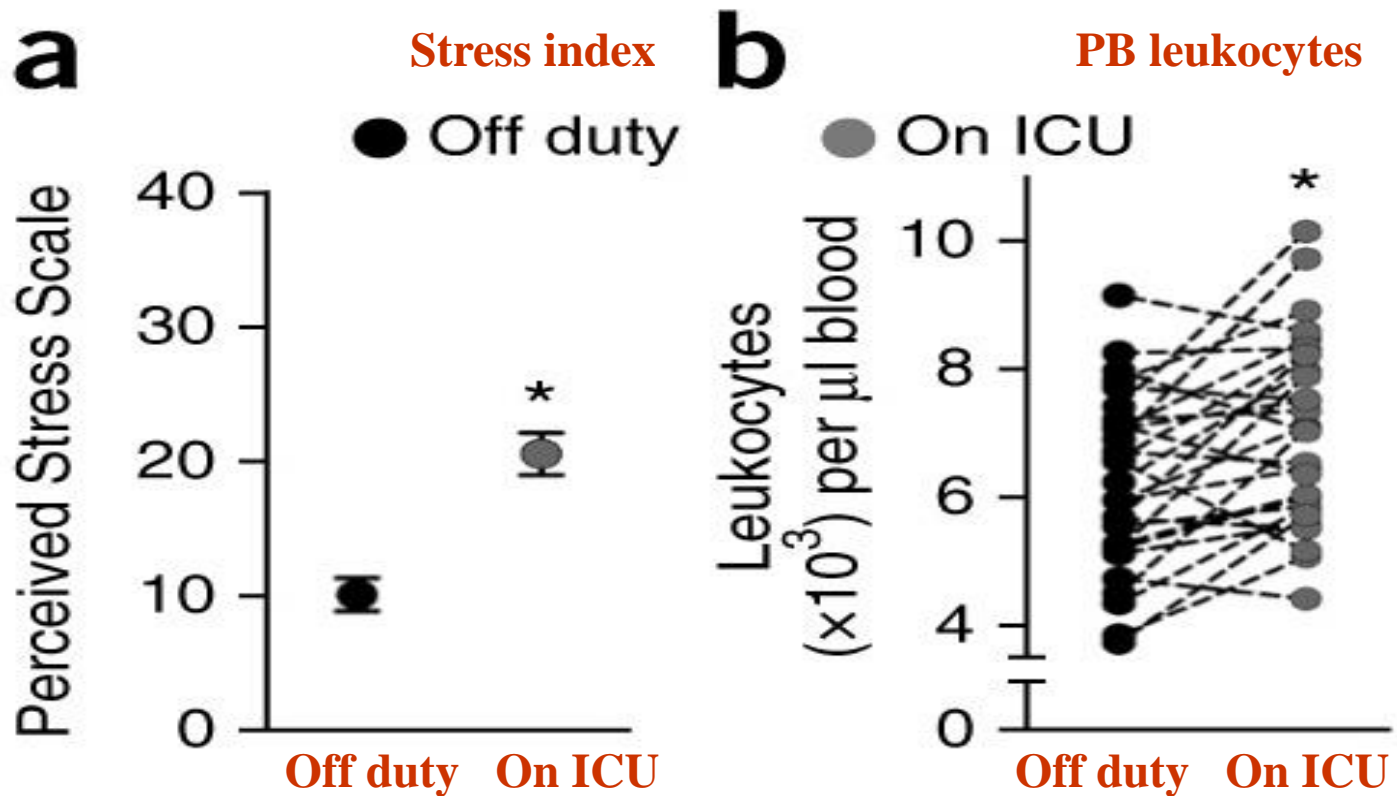 a
Stress index
Off duty
Perceived Stress Scale
40
30
20
10
0
*
Off duty On ICU
b
PB leukocytes
On ICU
Leukocytes
(×10³) per µl blood
10
8
6
4
0
*
Off duty On ICU